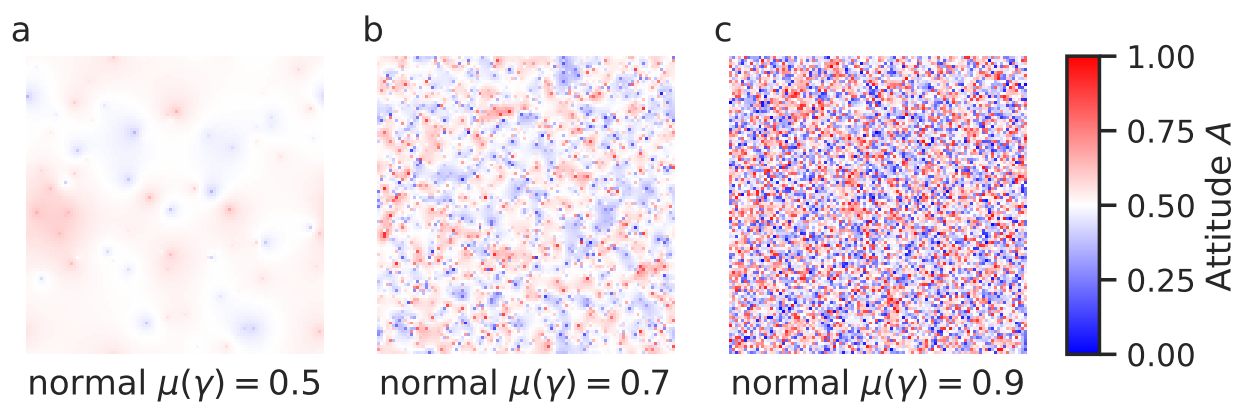 a
b
c
normal μ(γ) = 0.5
normal μ(γ) = 0.7
normal μ(γ) = 0.9
1.00
0.75
0.50
0.25
0.00
Attitude A